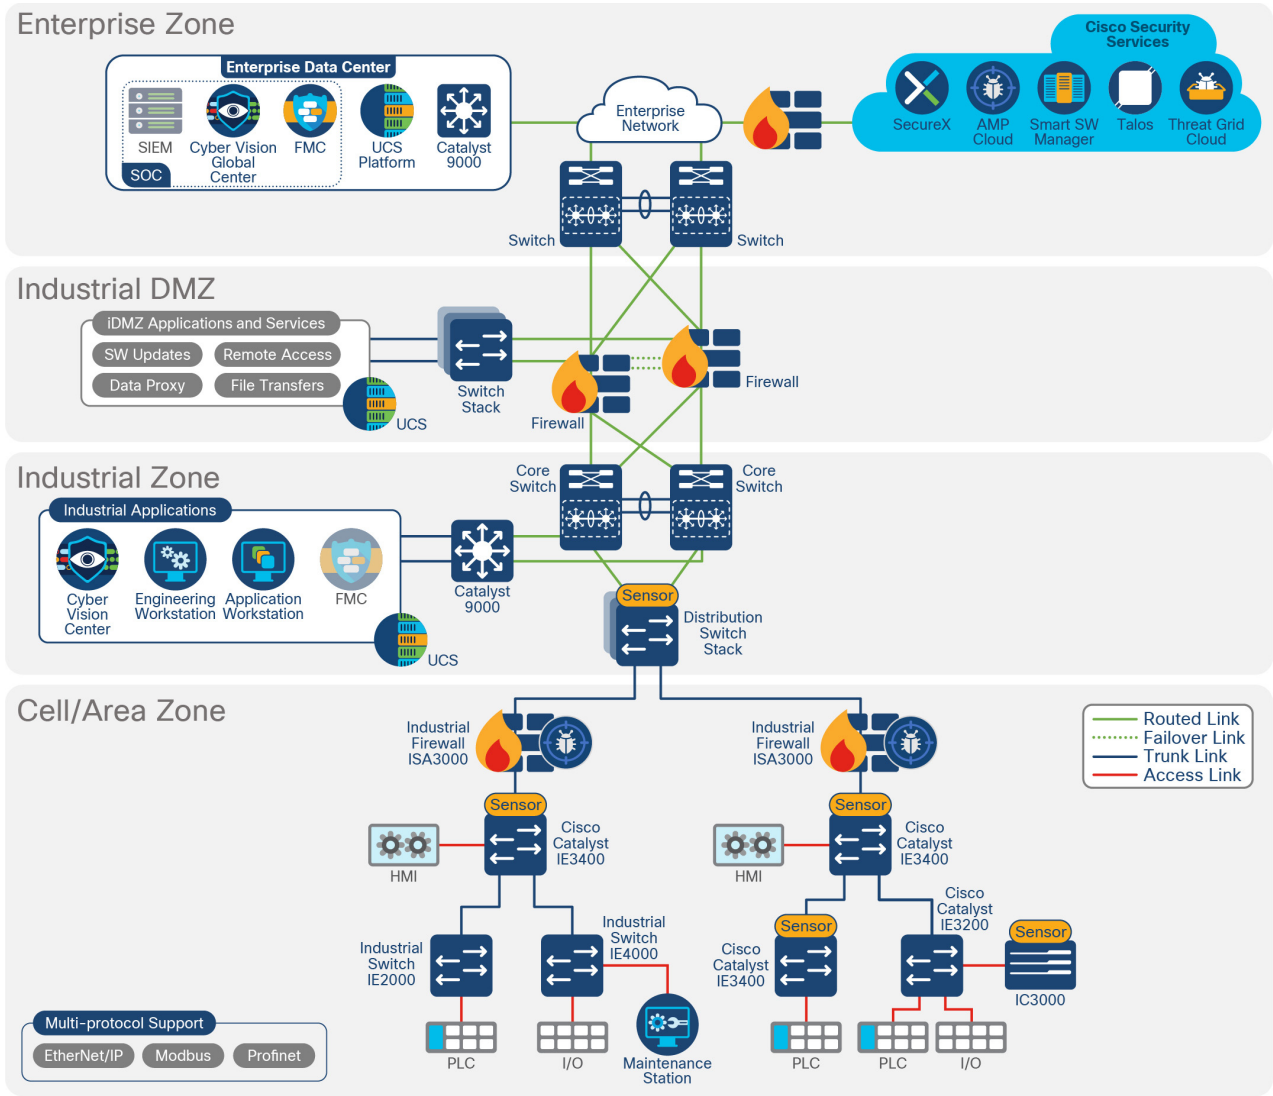 Enterprise Zone
Cisco Security
Services
Enterprise Data Center
SIEM
Cyber Vision
Global
Center
FMC
UCS
Platform
Catalyst
9000
SOC
Enterprise
Network
SecureX
AMP
Cloud
Smart SW
Manager
Talos
Threat Grid
Cloud
Switch
Switch
Industrial DMZ
iDMZ Applications and Services
SW Updates
Remote Access
Data Proxy
File Transfers
UCS
Switch
Stack
Firewall
Firewall
Industrial Zone
Core
Switch
Core
Switch
Industrial Applications
Cyber
Vision
Center
Engineering
Workstation
Application
Workstation
FMC
UCS
Catalyst
9000
Sensor
Distribution
Switch
Stack
Cell/Area Zone
Industrial
Firewall
ISA3000
Industrial
Firewall
ISA3000
Routed Link
Failover Link
Trunk Link
Access Link
Sensor
Cisco
Catalyst
IE3400
HMI
Sensor
Cisco
Catalyst
IE3400
HMI
Industrial
Switch
IE2000
Industrial
Switch
IE4000
Sensor
Cisco
Catalyst
IE3400
Cisco
Catalyst
IE3200
Sensor
IC3000
PLC
I/O
Maintenance
Station
PLC
PLC
I/O
Multi-protocol Support
EtherNet/IP
Modbus
Profinet